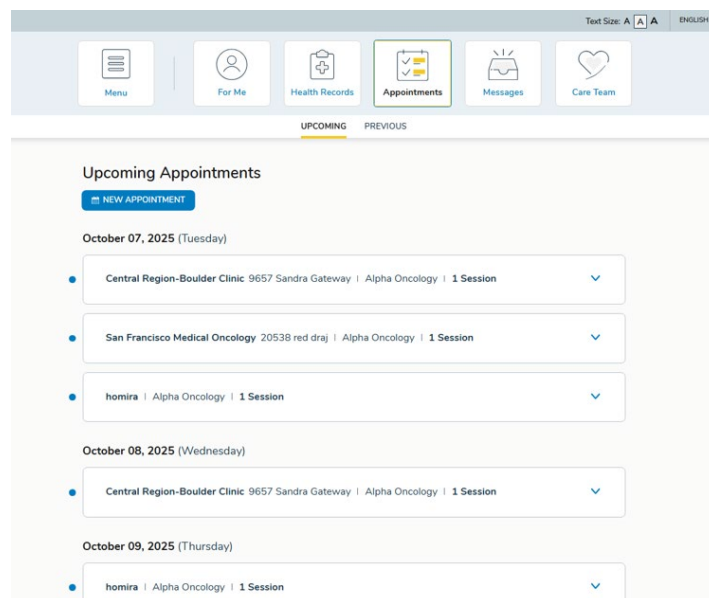 Text Size: A A A ENGLISH
Menu For Me Health Records Appointments Messages Care Team
UPCOMING PREVIOUS
Upcoming Appointments
NEW APPOINTMENT
October 07, 2025 (Tuesday)
Central Region-Boulder Clinic 9657 Sandra Gateway | Alpha Oncology | 1 Session
San Francisco Medical Oncology 20538 red draj | Alpha Oncology | 1 Session
homira | Alpha Oncology | 1 Session
October 08, 2025 (Wednesday)
Central Region-Boulder Clinic 9657 Sandra Gateway | Alpha Oncology | 1 Session
October 09, 2025 (Thursday)
homira | Alpha Oncology | 1 Session